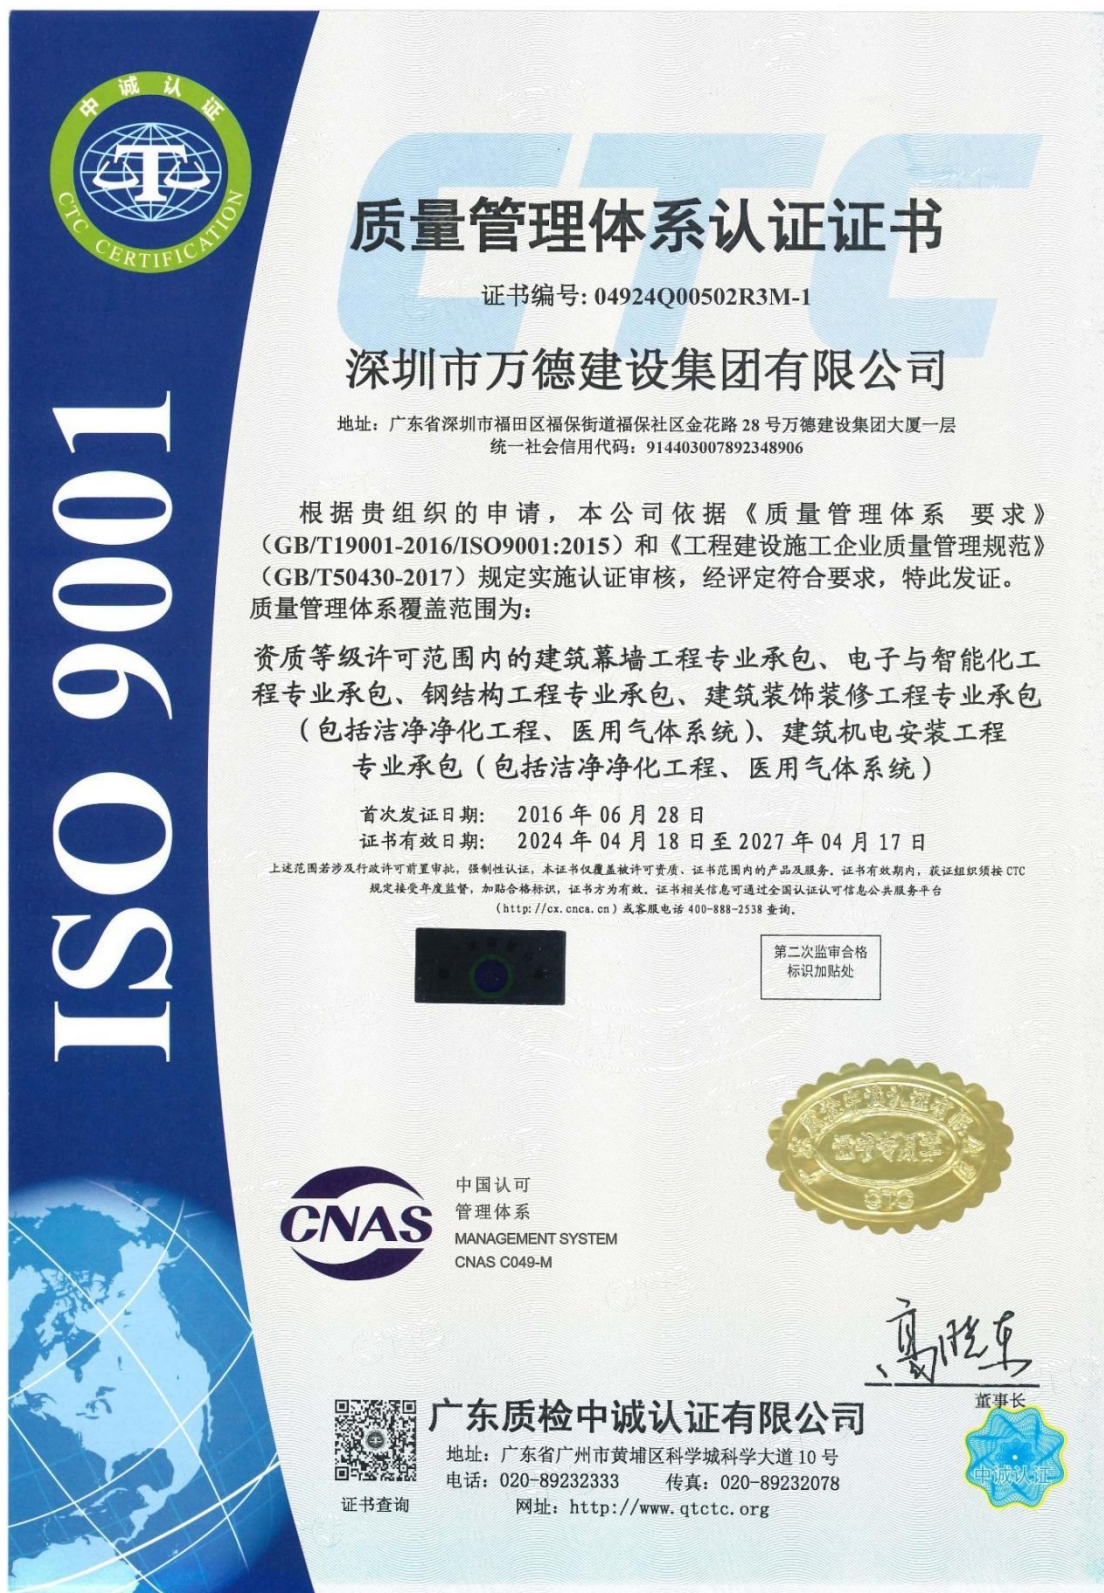 中诚认证
CTC CERTIFICATION
ISO 9001
CTC
质量管理体系认证证书
证书编号: 04924Q00502R3M-1
深圳市万德建设集团有限公司
地址：广东省深圳市福田区福保街道福保社区金花路 28 号万德建设集团大厦一层
统一社会信用代码：914403007892348906
根据贵组织的申请，本公司依据《质量管理体系 要求》
（GB/T19001-2016/ISO9001:2015）和《工程建设施工企业质量管理规范》
（GB/T50430-2017）规定实施认证审核，经评定符合要求，特此发证。
质量管理体系覆盖范围为：
资质等级许可范围内的建筑幕墙工程专业承包、电子与智能化工
程专业承包、钢结构工程专业承包、建筑装饰装修工程专业承包
（包括洁净净化工程、医用气体系统）、建筑机电安装工程
专业承包（包括洁净净化工程、医用气体系统）
首次发证日期： 2016 年 06 月 28 日
证书有效日期： 2024 年 04 月 18 日至 2027 年 04 月 17 日
上述范围若涉及行政许可前置审批，强制性认证，本证书仅覆盖被许可资质、证书范围内的产品及服务。证书有效期内，获证组织须按 CTC
规定接受年度监督，加贴合格标识，证书方为有效。证书相关信息可通过全国认证认可信息公共服务平台
（http://cx.cnca.cn）或客服电话 400-888-2538 查询。
第二次监审合格
标识加贴处
证书专用章
CTC
CNAS
中国认可
管理体系
MANAGEMENT SYSTEM
CNAS C049-M
高晓东
董事长
中诚认证
广东质检中诚认证有限公司
地址：广东省广州市黄埔区科学城科学大道 10 号
电话：020-89232333 传真：020-89232078
网址：http://www.qtctc.org
证书查询